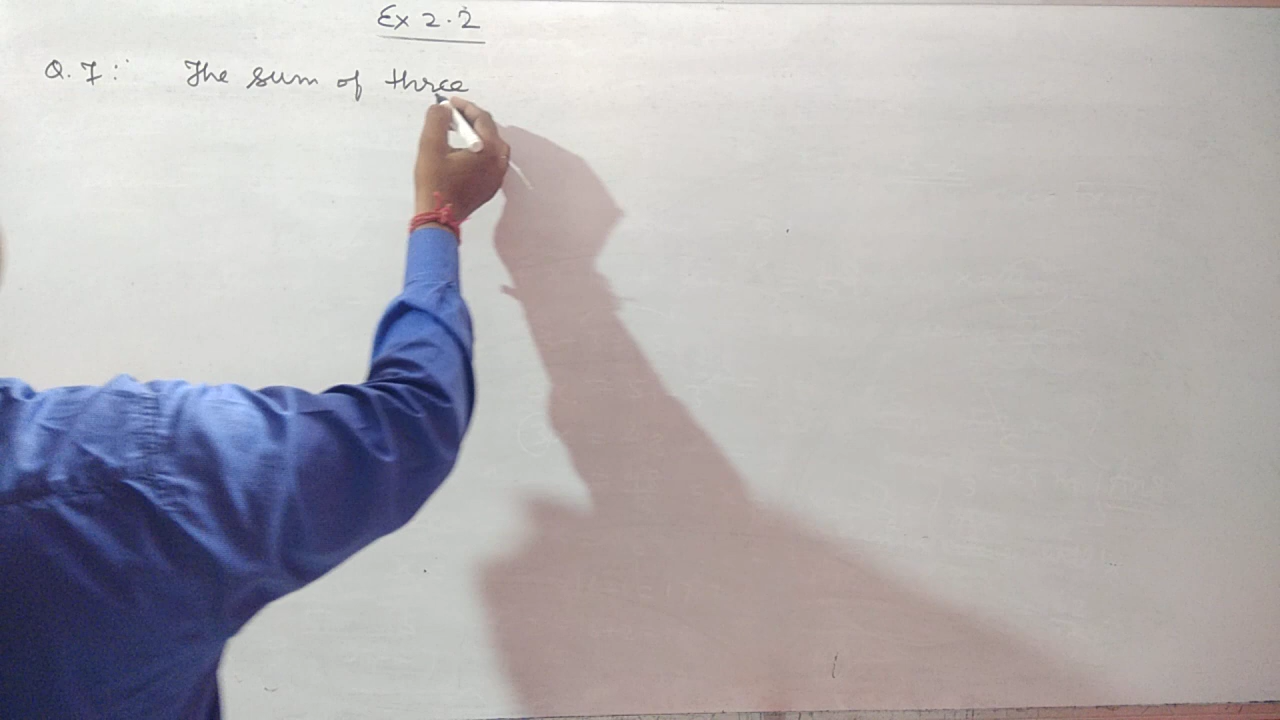 Ex 2.2
Q.7:- The sum of three